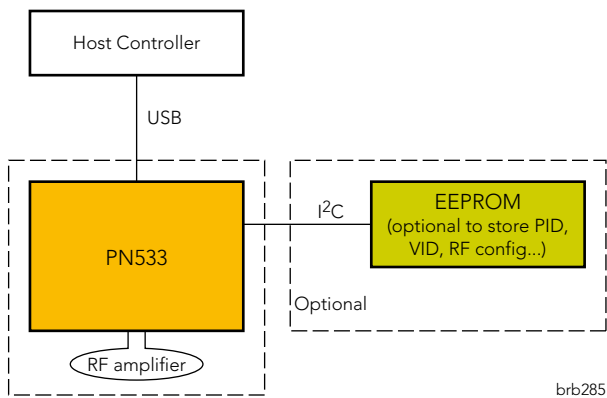 Host Controller
USB
PN533
I²C
EEPROM
(optional to store PID,
VID, RF config...)
Optional
RF amplifier
brb285